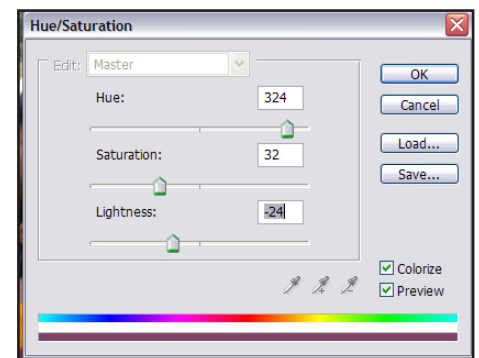 Hue/Saturation
Edit: Master
OK
Hue: 324
Cancel
Load...
Saturation: 32
Save...
Lightness: -24
Colorize
Preview